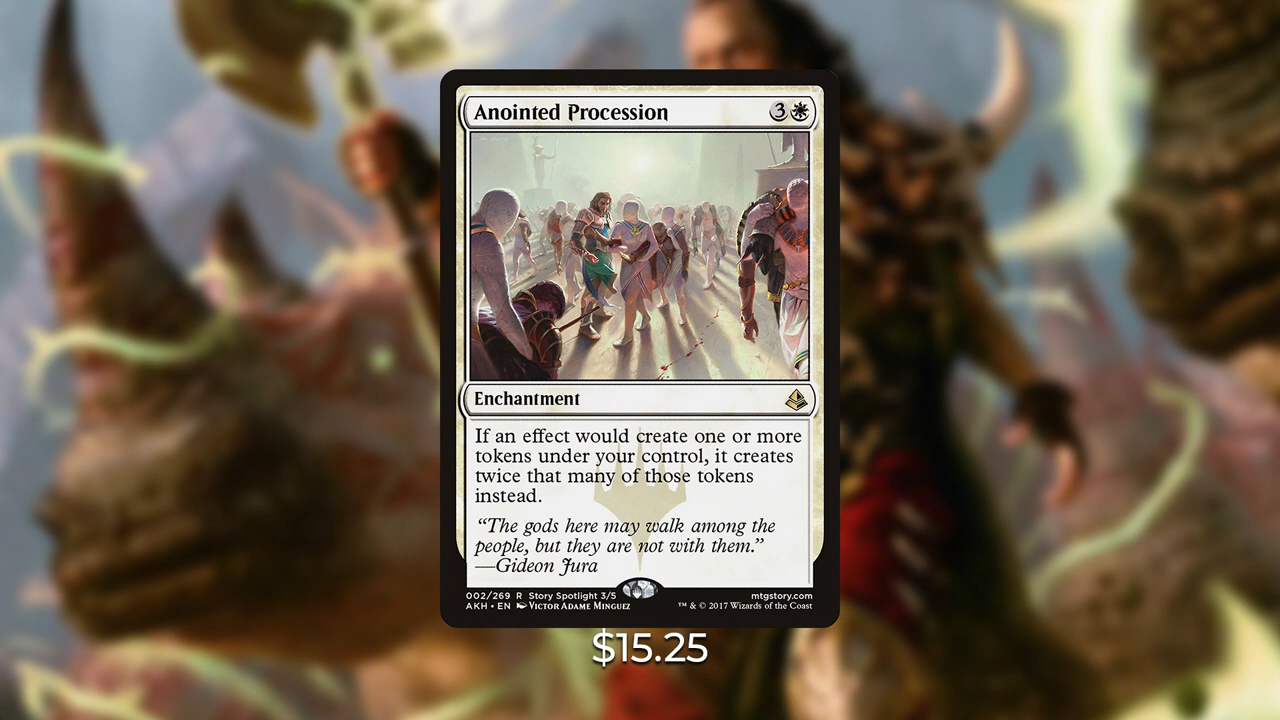 Anointed Procession 3
Enchantment
If an effect would create one or more
tokens under your control, it creates
twice that many of those tokens
instead.
“The gods here may walk among the
people, but they are not with them.”
—Gideon Jura
002/269 R Story Spotlight 3/5
mtgstory.com
AKH • EN Victor Adame Minguez
™ & © 2017 Wizards of the Coast
$15.25